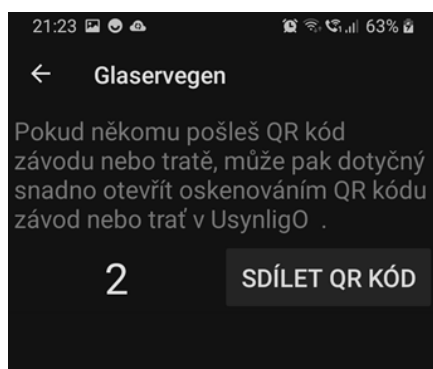 21:23 63%
Glaservegen
Pokud někomu pošleš QR kód
závodu nebo tratě, může pak dotyčný
snadno otevřít oskenováním QR kódu
závod nebo trať v UsynligO .
2 SDÍLET QR KÓD